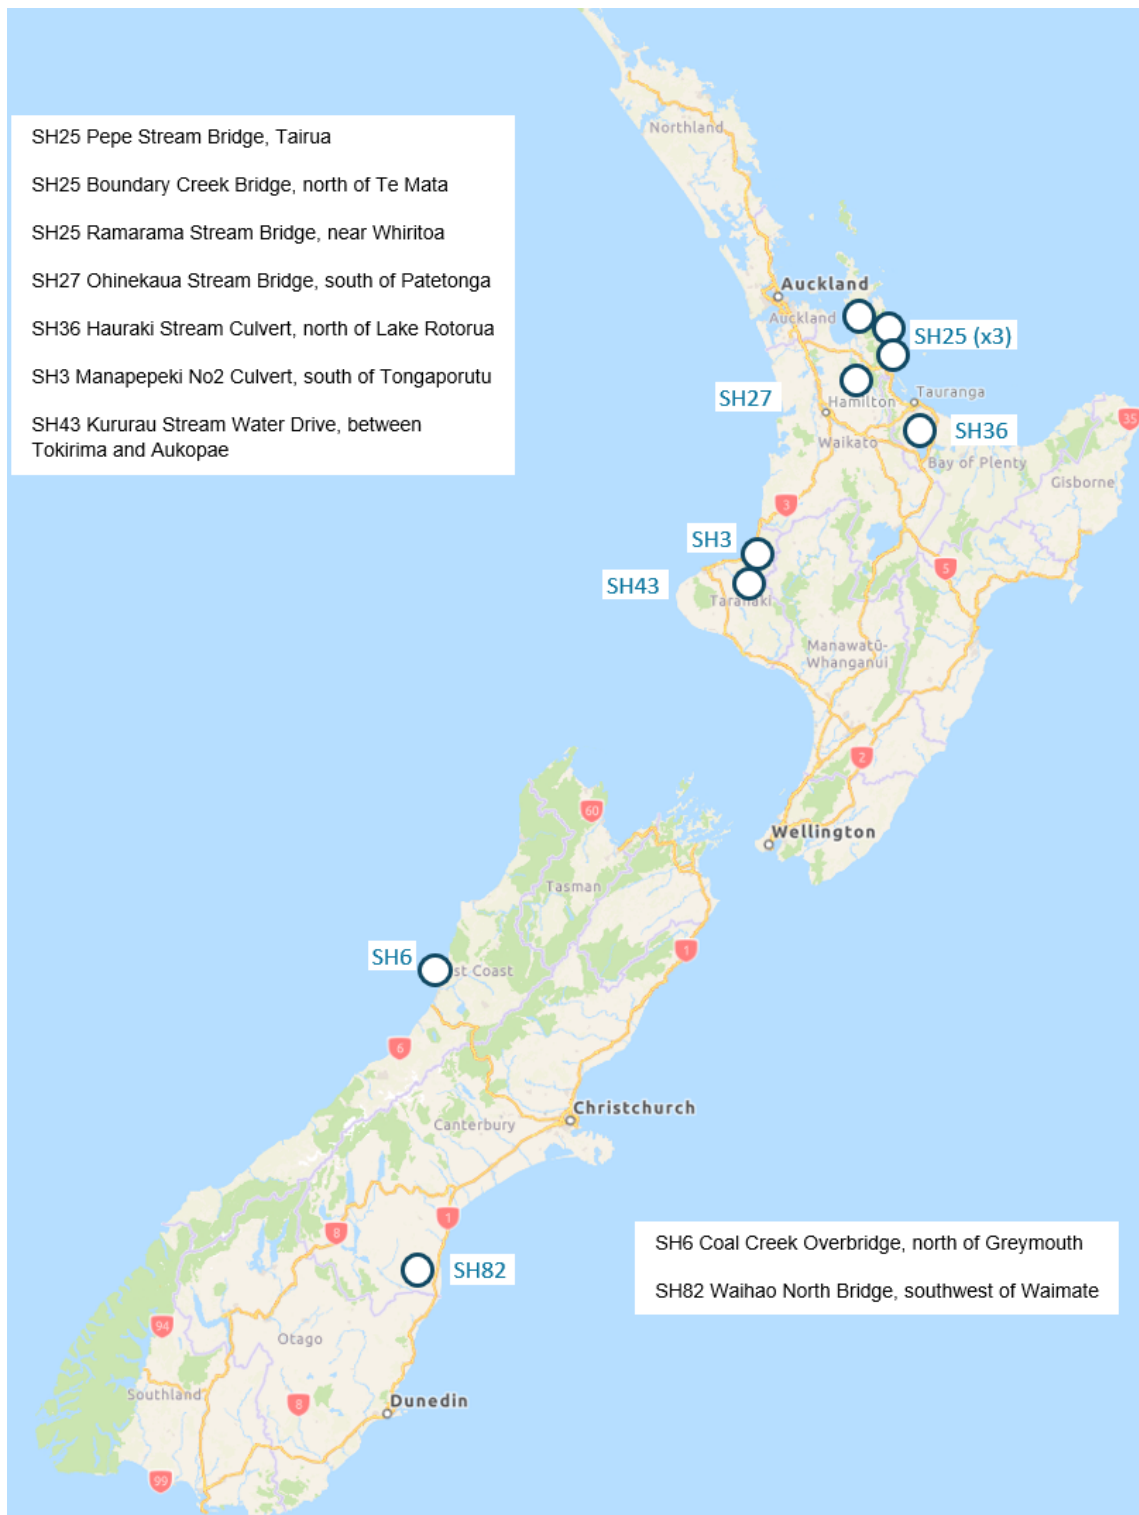 Northland
SH25 Pepe Stream Bridge, Tairua
SH25 Boundary Creek Bridge, north of Te Mata
SH25 Ramarama Stream Bridge, near Whiritoa
SH27 Ohinekaua Stream Bridge, south of Patetonga
SH36 Hauraki Stream Culvert, north of Lake Rotorua
SH3 Manapepeki No2 Culvert, south of Tongaporutu
SH43 Kururau Stream Water Drive, between
Tokirima and Aukopae
Auckland
Auckland
SH25 (x3)
SH27
Hamilton
Tauranga
35
Waikato
SH36
Bay of Plenty
Gisborne
3
SH3
5
SH43
Taranaki
Manawatū-
Whanganui
2
60
Wellington
Tasman
1
SH6
st Coast
6
Christchurch
Canterbury
1
8
SH82
SH6 Coal Creek Overbridge, north of Greymouth
SH82 Waihao North Bridge, southwest of Waimate
94
Otago
Southland
8
Dunedin
99